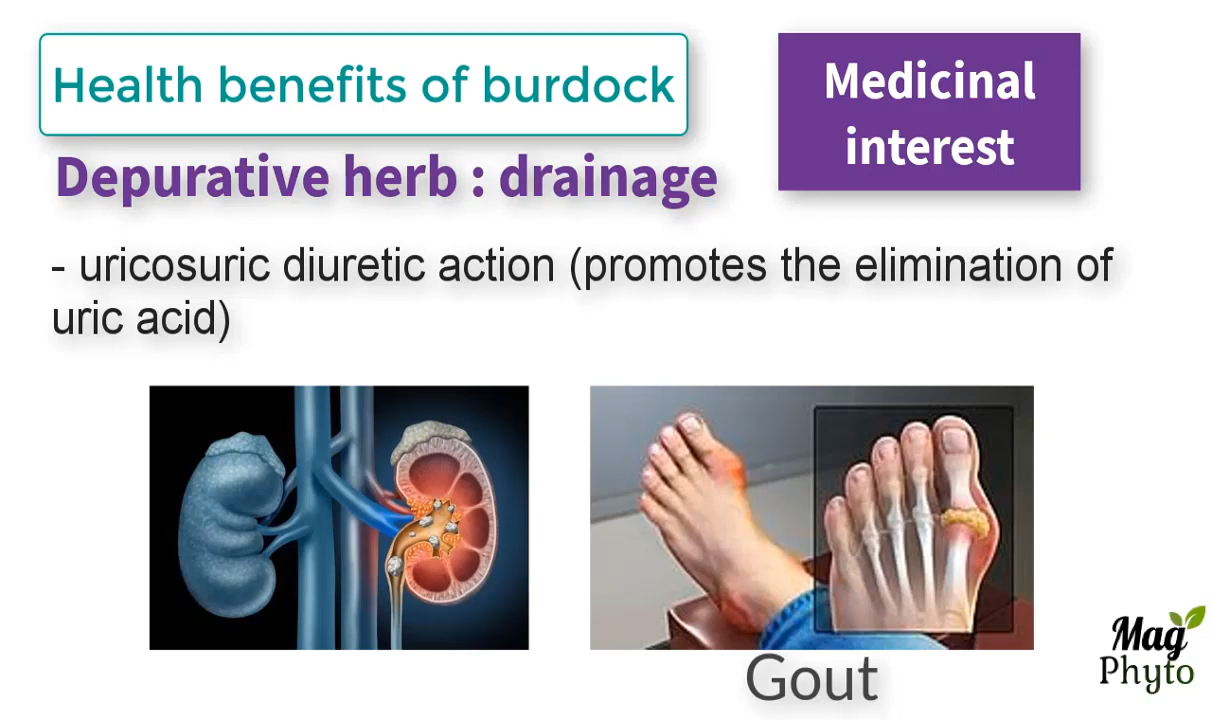 Health benefits of burdock
Medicinal
interest
Depurative herb : drainage
- uricosuric diuretic action (promotes the elimination of
uric acid)
Gout
Mag
Phyto